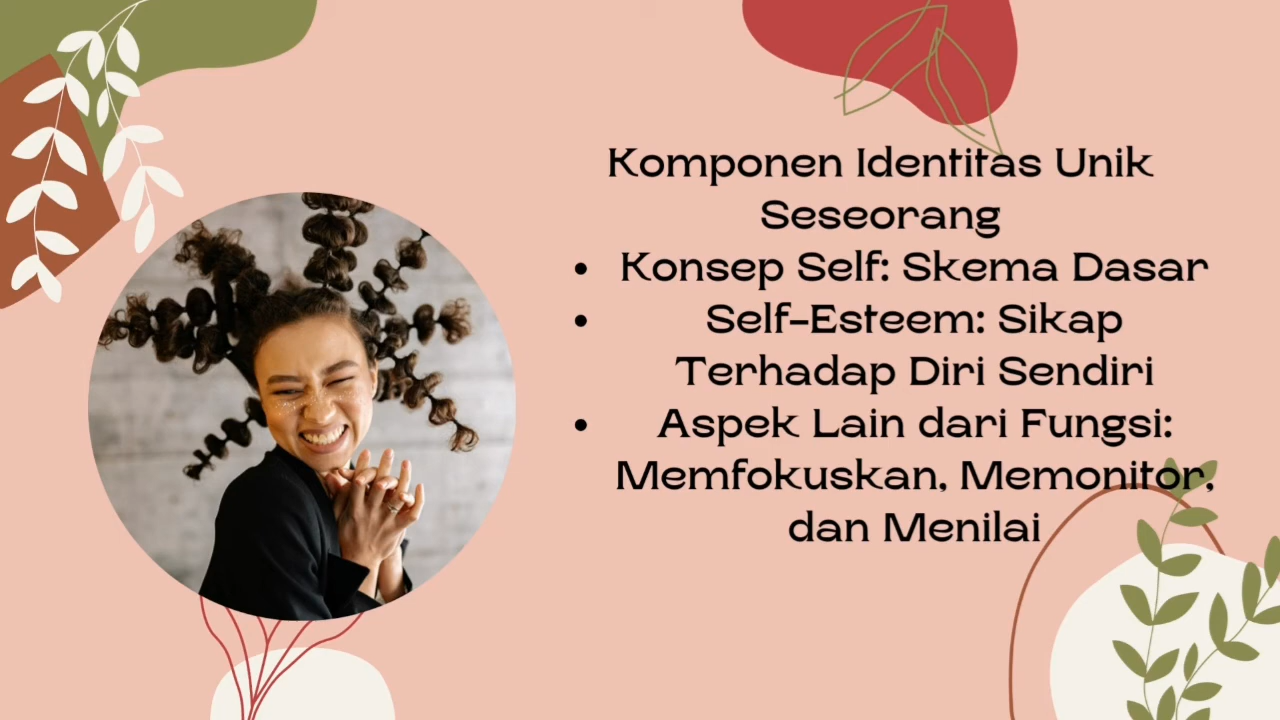 Komponen Identitas Unik
Seseorang
• Konsep Self: Skema Dasar
• Self-Esteem: Sikap
Terhadap Diri Sendiri
• Aspek Lain dari Fungsi:
Memfokuskan, Memonitor,
dan Menilai